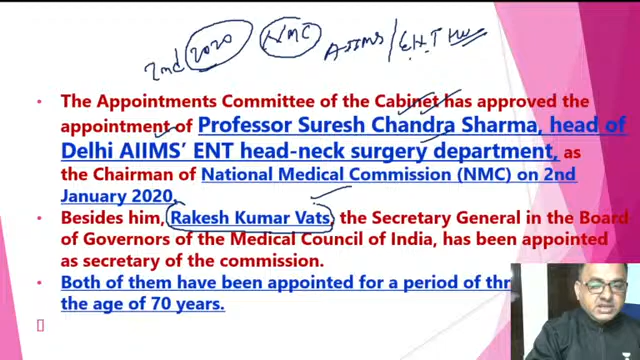 2nd 2020 NMC AIIMS/ENT
• The Appointments Committee of the Cabinet has approved the
appointment of Professor Suresh Chandra Sharma, head of
Delhi AIIMS’ ENT head-neck surgery department, as
the Chairman of National Medical Commission (NMC) on 2nd
January 2020.
• Besides him, Rakesh Kumar Vats, the Secretary General in the Board
of Governors of the Medical Council of India, has been appointed
as secretary of the commission.
• Both of them have been appointed for a period of
the age of 70 years.